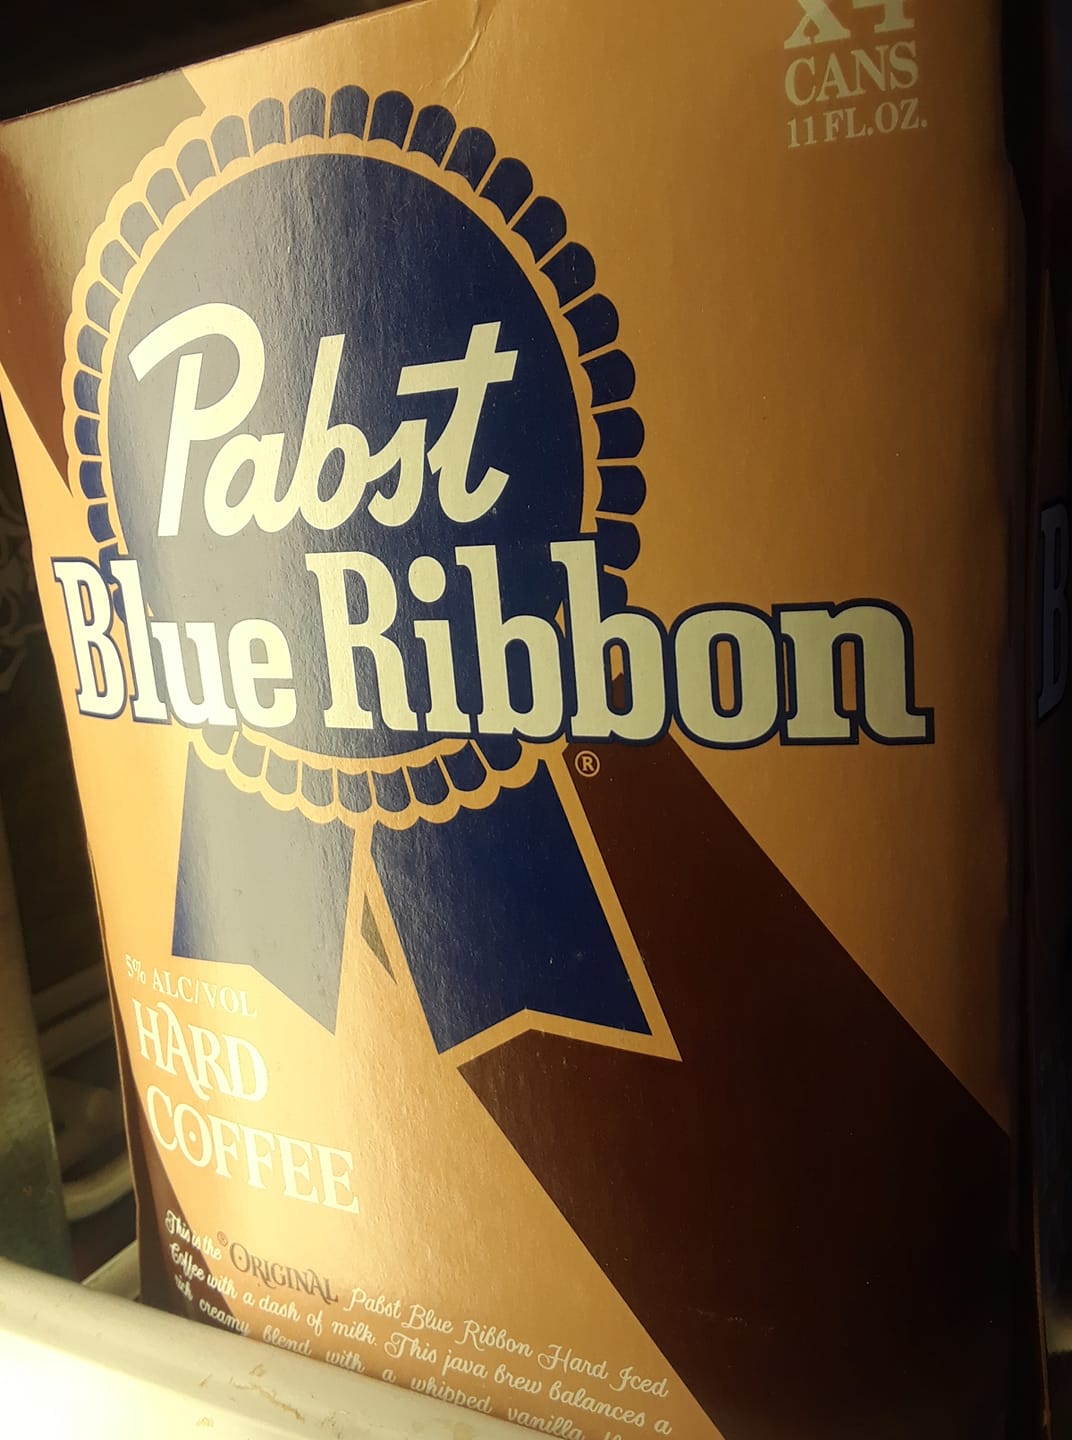 X4
CANS
11 FL.OZ.
Pabst
Blue Ribbon
®
5% ALC/VOL
HARD
COFFEE
This is the ORIGINAL Pabst Blue Ribbon Hard Iced
Coffee with a dash of milk. This java brew balances a
rich creamy blend with a whipped vanilla
B